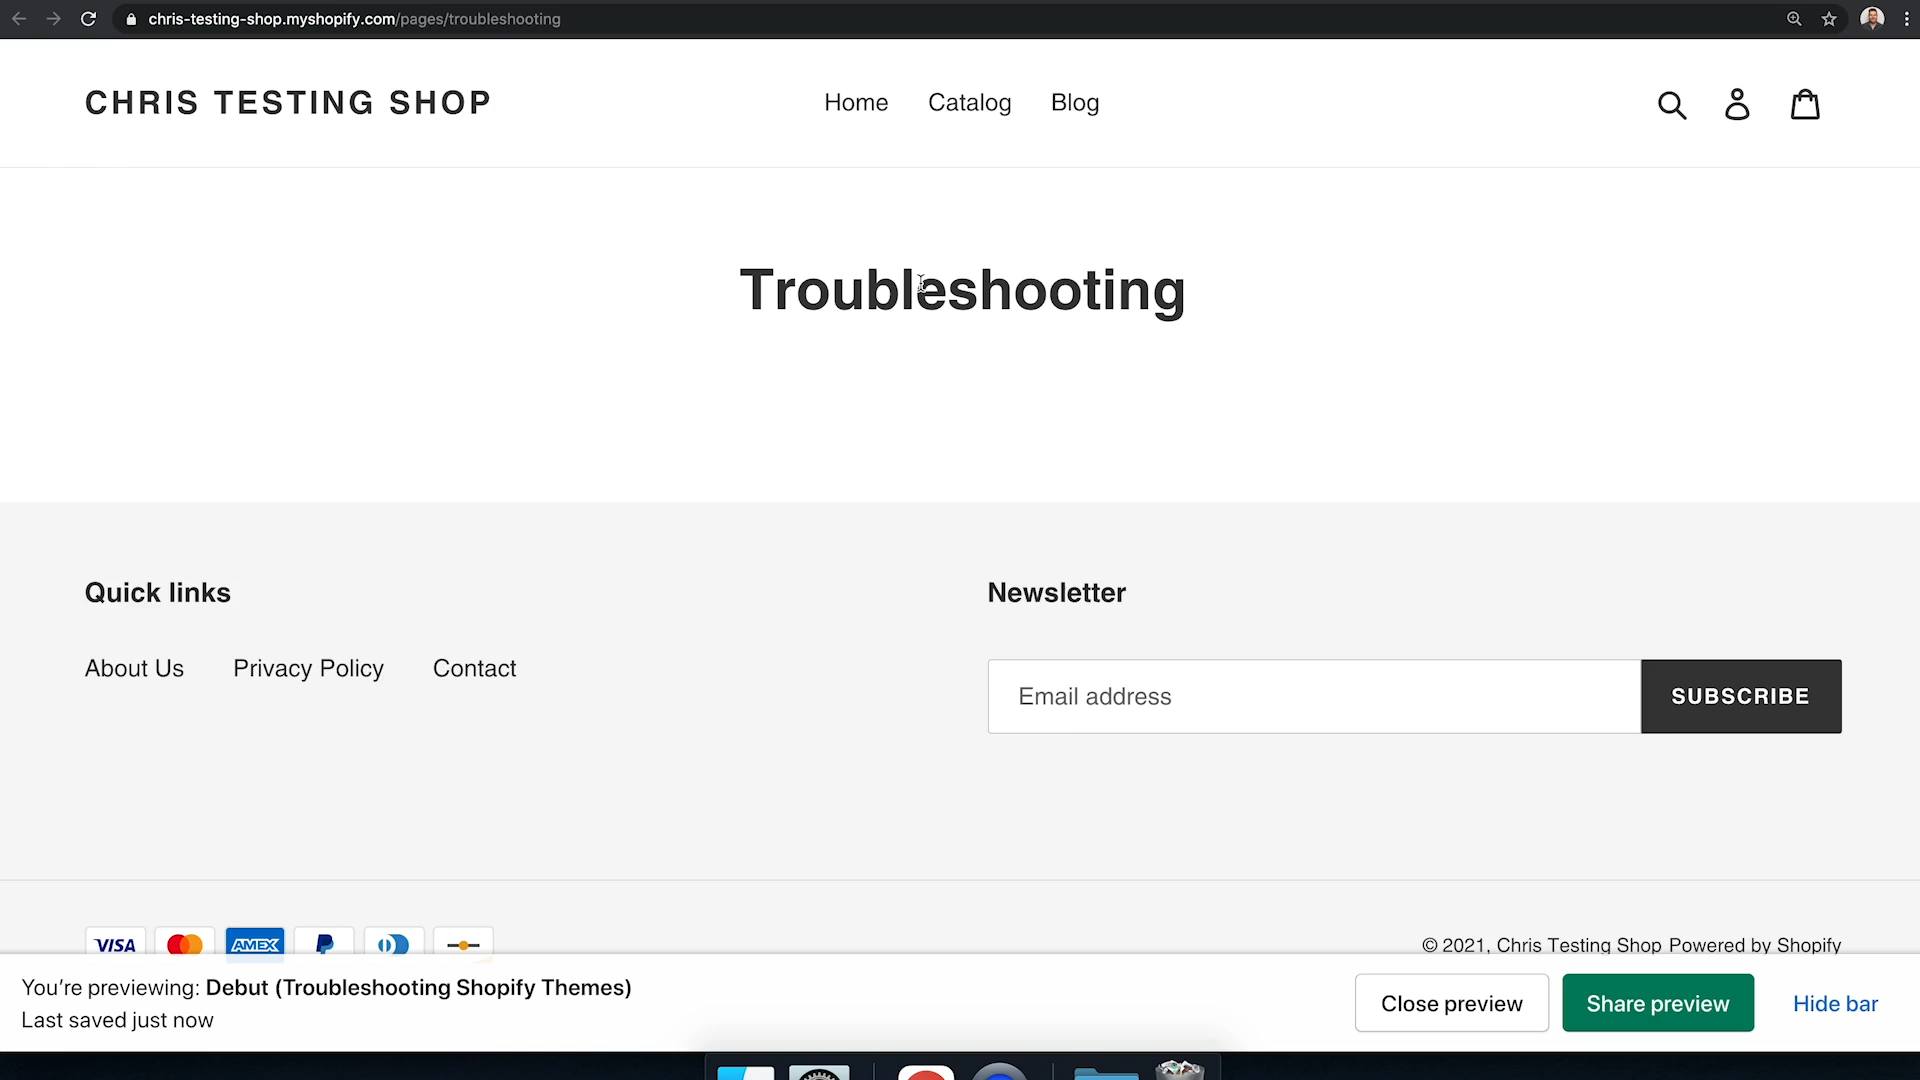 chris-testing-shop.myshopify.com/pages/troubleshooting
CHRIS TESTING SHOP
Home Catalog Blog
Troubleshooting
Quick links
Newsletter
About Us Privacy Policy Contact
Email address
SUBSCRIBE
VISA AMEX
© 2021, Chris Testing Shop Powered by Shopify
You're previewing: Debut (Troubleshooting Shopify Themes)
Last saved just now
Close preview
Share preview
Hide bar